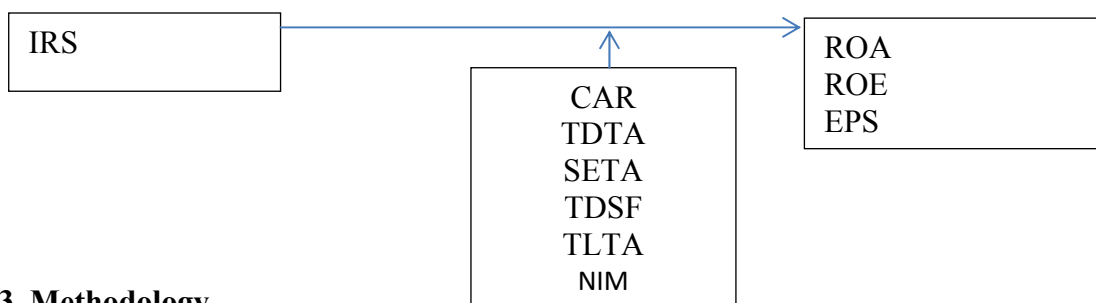 IRS
ROA
ROE
EPS
CAR
TDTA
SETA
TDSF
TLTA
NIM
3. Methodology